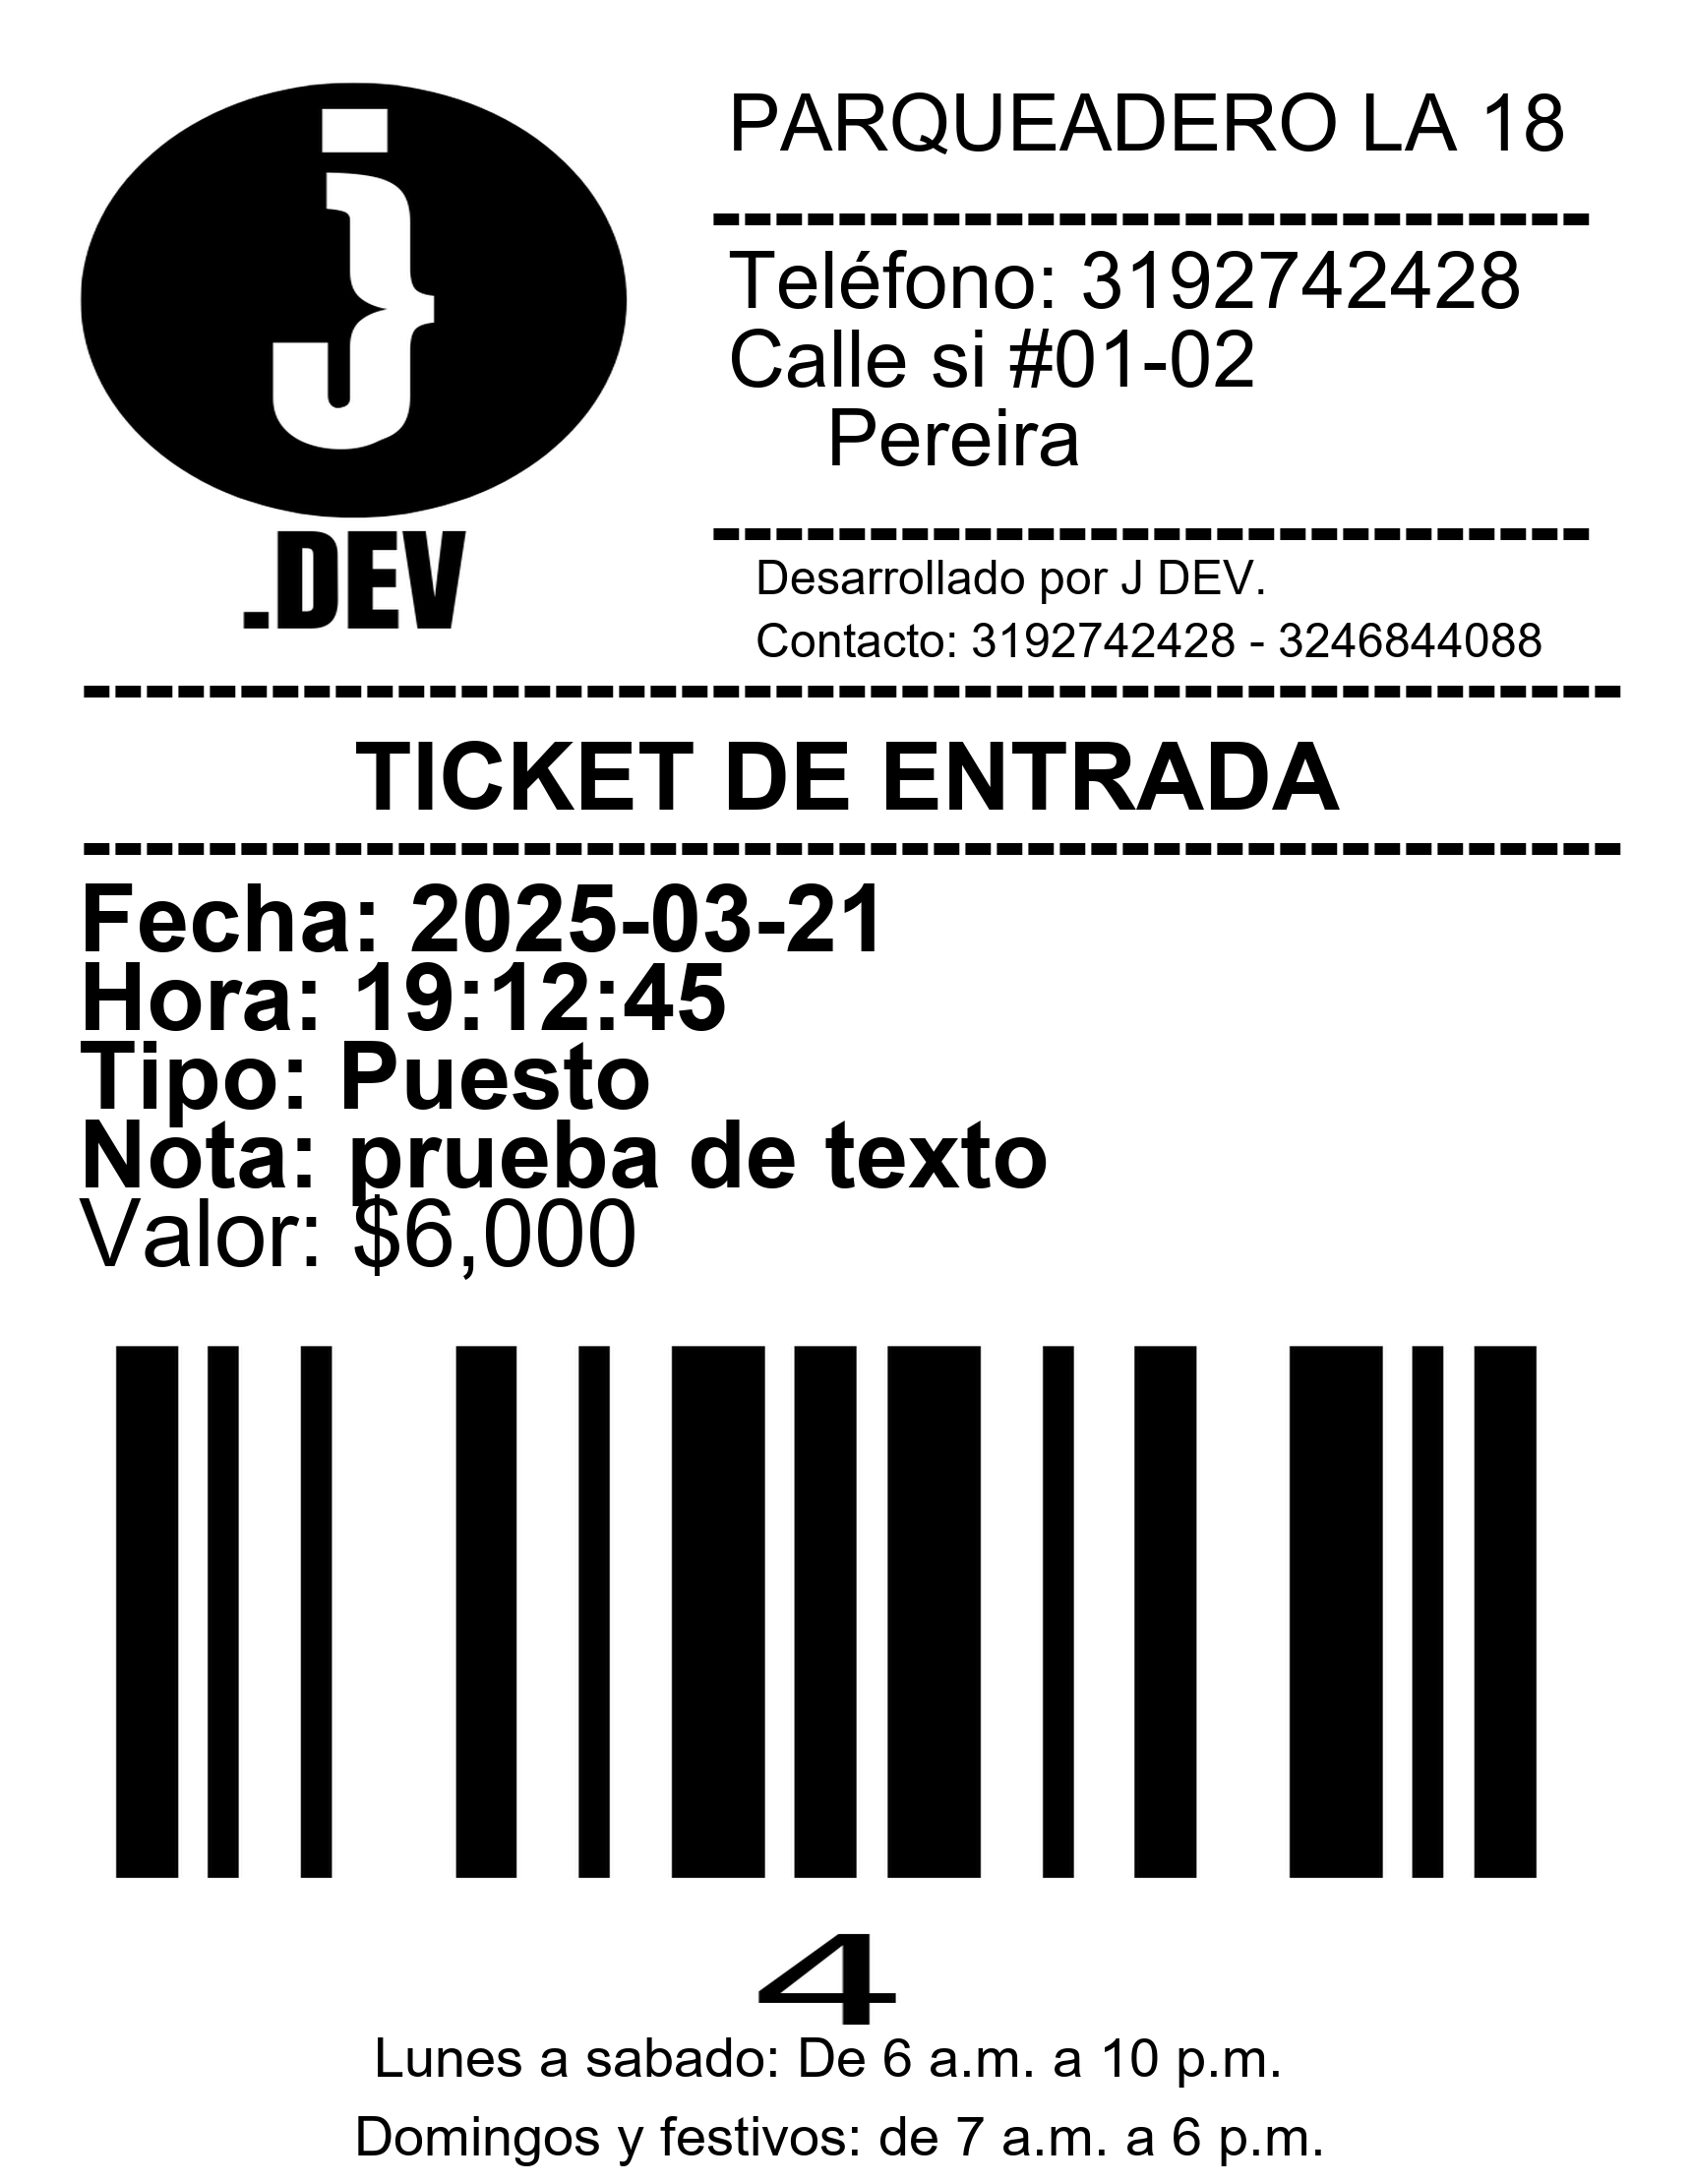 j
.DEV
PARQUEADERO LA 18
---------------------------
Teléfono: 3192742428
Calle si #01-02
Pereira
---------------------------
Desarrollado por J DEV.
Contacto: 3192742428 - 3246844088
-------------------------------------------------
TICKET DE ENTRADA
-------------------------------------------------
Fecha: 2025-03-21
Hora: 19:12:45
Tipo: Puesto
Nota: prueba de texto
Valor: $6,000
4
Lunes a sabado: De 6 a.m. a 10 p.m.
Domingos y festivos: de 7 a.m. a 6 p.m.